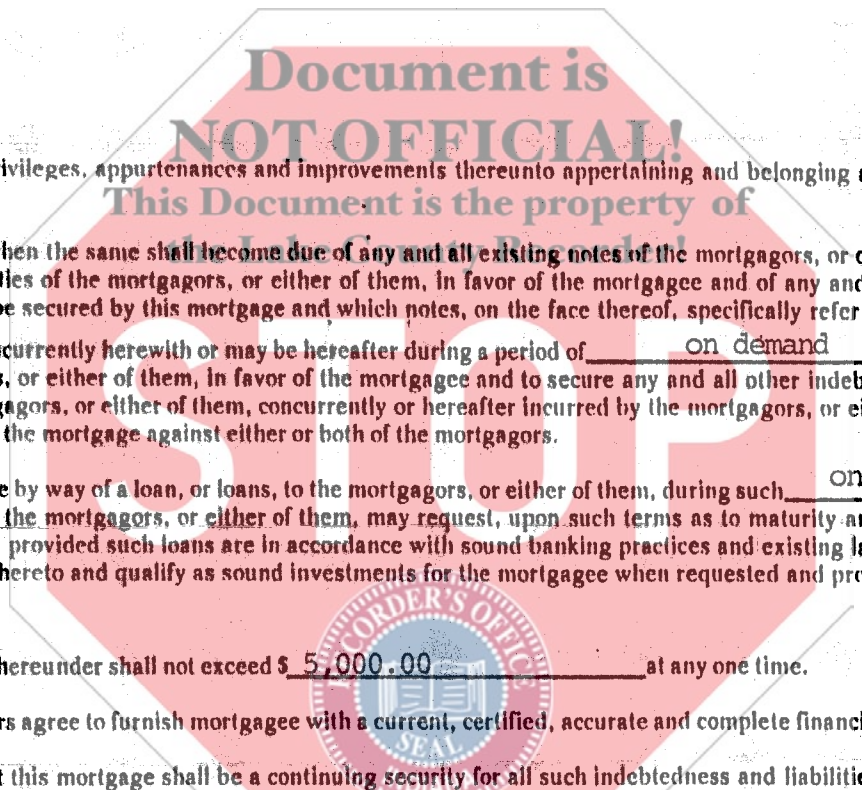 Document is
NOT OFFICIAL!
ivileges, appurtenances and improvements thereunto appertaining and belonging
This Document is the property of
the Lake County Recorder!
hen the same shall become due of any and all existing notes of the mortgagors, or
ies of the mortgagors, or either of them, in favor of the mortgagee and of any and
e secured by this mortgage and which notes, on the face thereof, specifically refer
currently herewith or may be hereafter during a period of on demand
s, or either of them, in favor of the mortgagee and to secure any and all other indeb
gagors, or either of them, concurrently or hereafter incurred by the mortgagors, or ei
the mortgage against either or both of the mortgagors.
STOP
e by way of a loan, or loans, to the mortgagors, or either of them, during such on
the mortgagors, or either of them, may request, upon such terms as to maturity a
provided such loans are in accordance with sound banking practices and existing la
hereto and qualify as sound investments for the mortgagee when requested and pro
RECORDER'S OFFICE
hereunder shall not exceed $ 5,000.00 at any one time.
rs agree to furnish mortgagee with a current, certified, accurate and complete financi
SEAL
t this mortgage shall be a continuing security for all such indebtedness and liabilitie